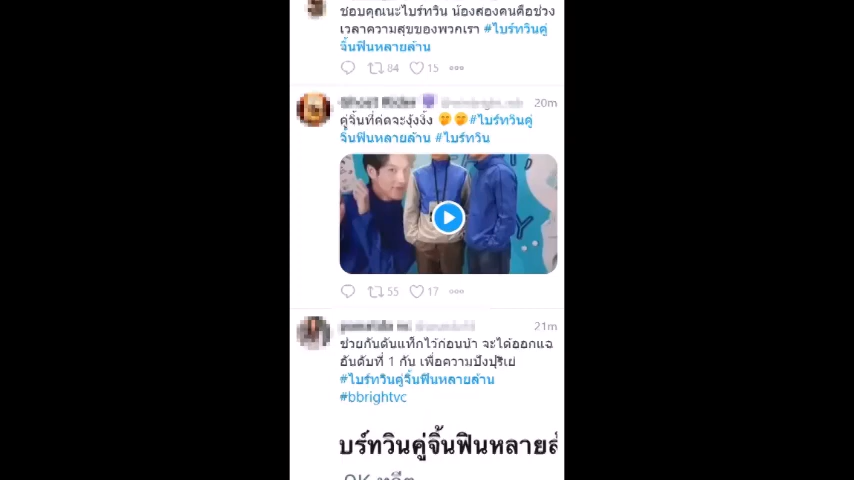 ชอบคุณนะไบร์ทวิน น้องสองคนคือช่วง
เวลาความสุขของพวกเรา #ไบร์ทวินคู่
จิ้นฟินหลายล้าน
84 15
20m
คู่จิ้นที่ค่ดจะงุ้งงิ้ง 🤭🤭#ไบร์ทวินคู่
จิ้นฟินหลายล้าน #ไบร์ทวิน
55 17
21m
ช่วยกันดันแท็กไว้ก่อนน้า จะได้ออกแฉ
อันดับที่ 1 กัน เพื่อความปังปุริเย่
#ไบร์ทวินคู่จิ้นฟินหลายล้าน
#bbrightvc
บร์ทวินคู่จิ้นฟินหลายล้